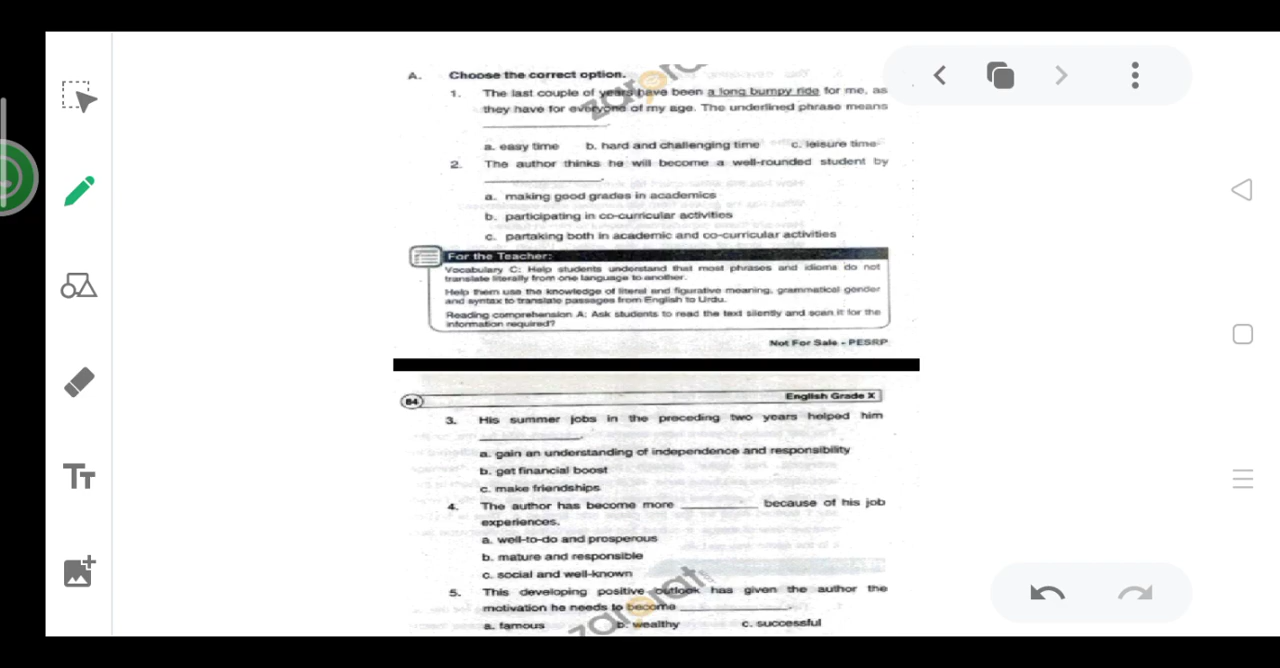 A. Choose the correct option.
1. The last couple of years have been a long bumpy ride for me, as
they have for everyone of my age. The underlined phrase means
____________.
a. easy time b. hard and challenging time c. leisure time
2. The author thinks he will become a well-rounded student by
____________.
a. making good grades in academics
b. participating in co-curricular activities
c. partaking both in academic and co-curricular activities
For the Teacher:
Vocabulary C: Help students understand that most phrases and idioms do not
translate literally from one language to another.
Help them use the knowledge of literal and figurative meaning, grammatical gender
and syntax to translate passages from English to Urdu.
Reading comprehension A: Ask students to read the text silently and scan it for the
information required?
Not For Sale - PESRP
84 English Grade X
3. His summer jobs in the preceding two years helped him
____________.
a. gain an understanding of independence and responsibility
b. get financial boost
c. make friendships
4. The author has become more _________ because of his job
experiences.
a. well-to-do and prosperous
b. mature and responsible
c. social and well-known
5. This developing positive outlook has given the author the
motivation he needs to become ____________.
a. famous b. wealthy c. successful
TT